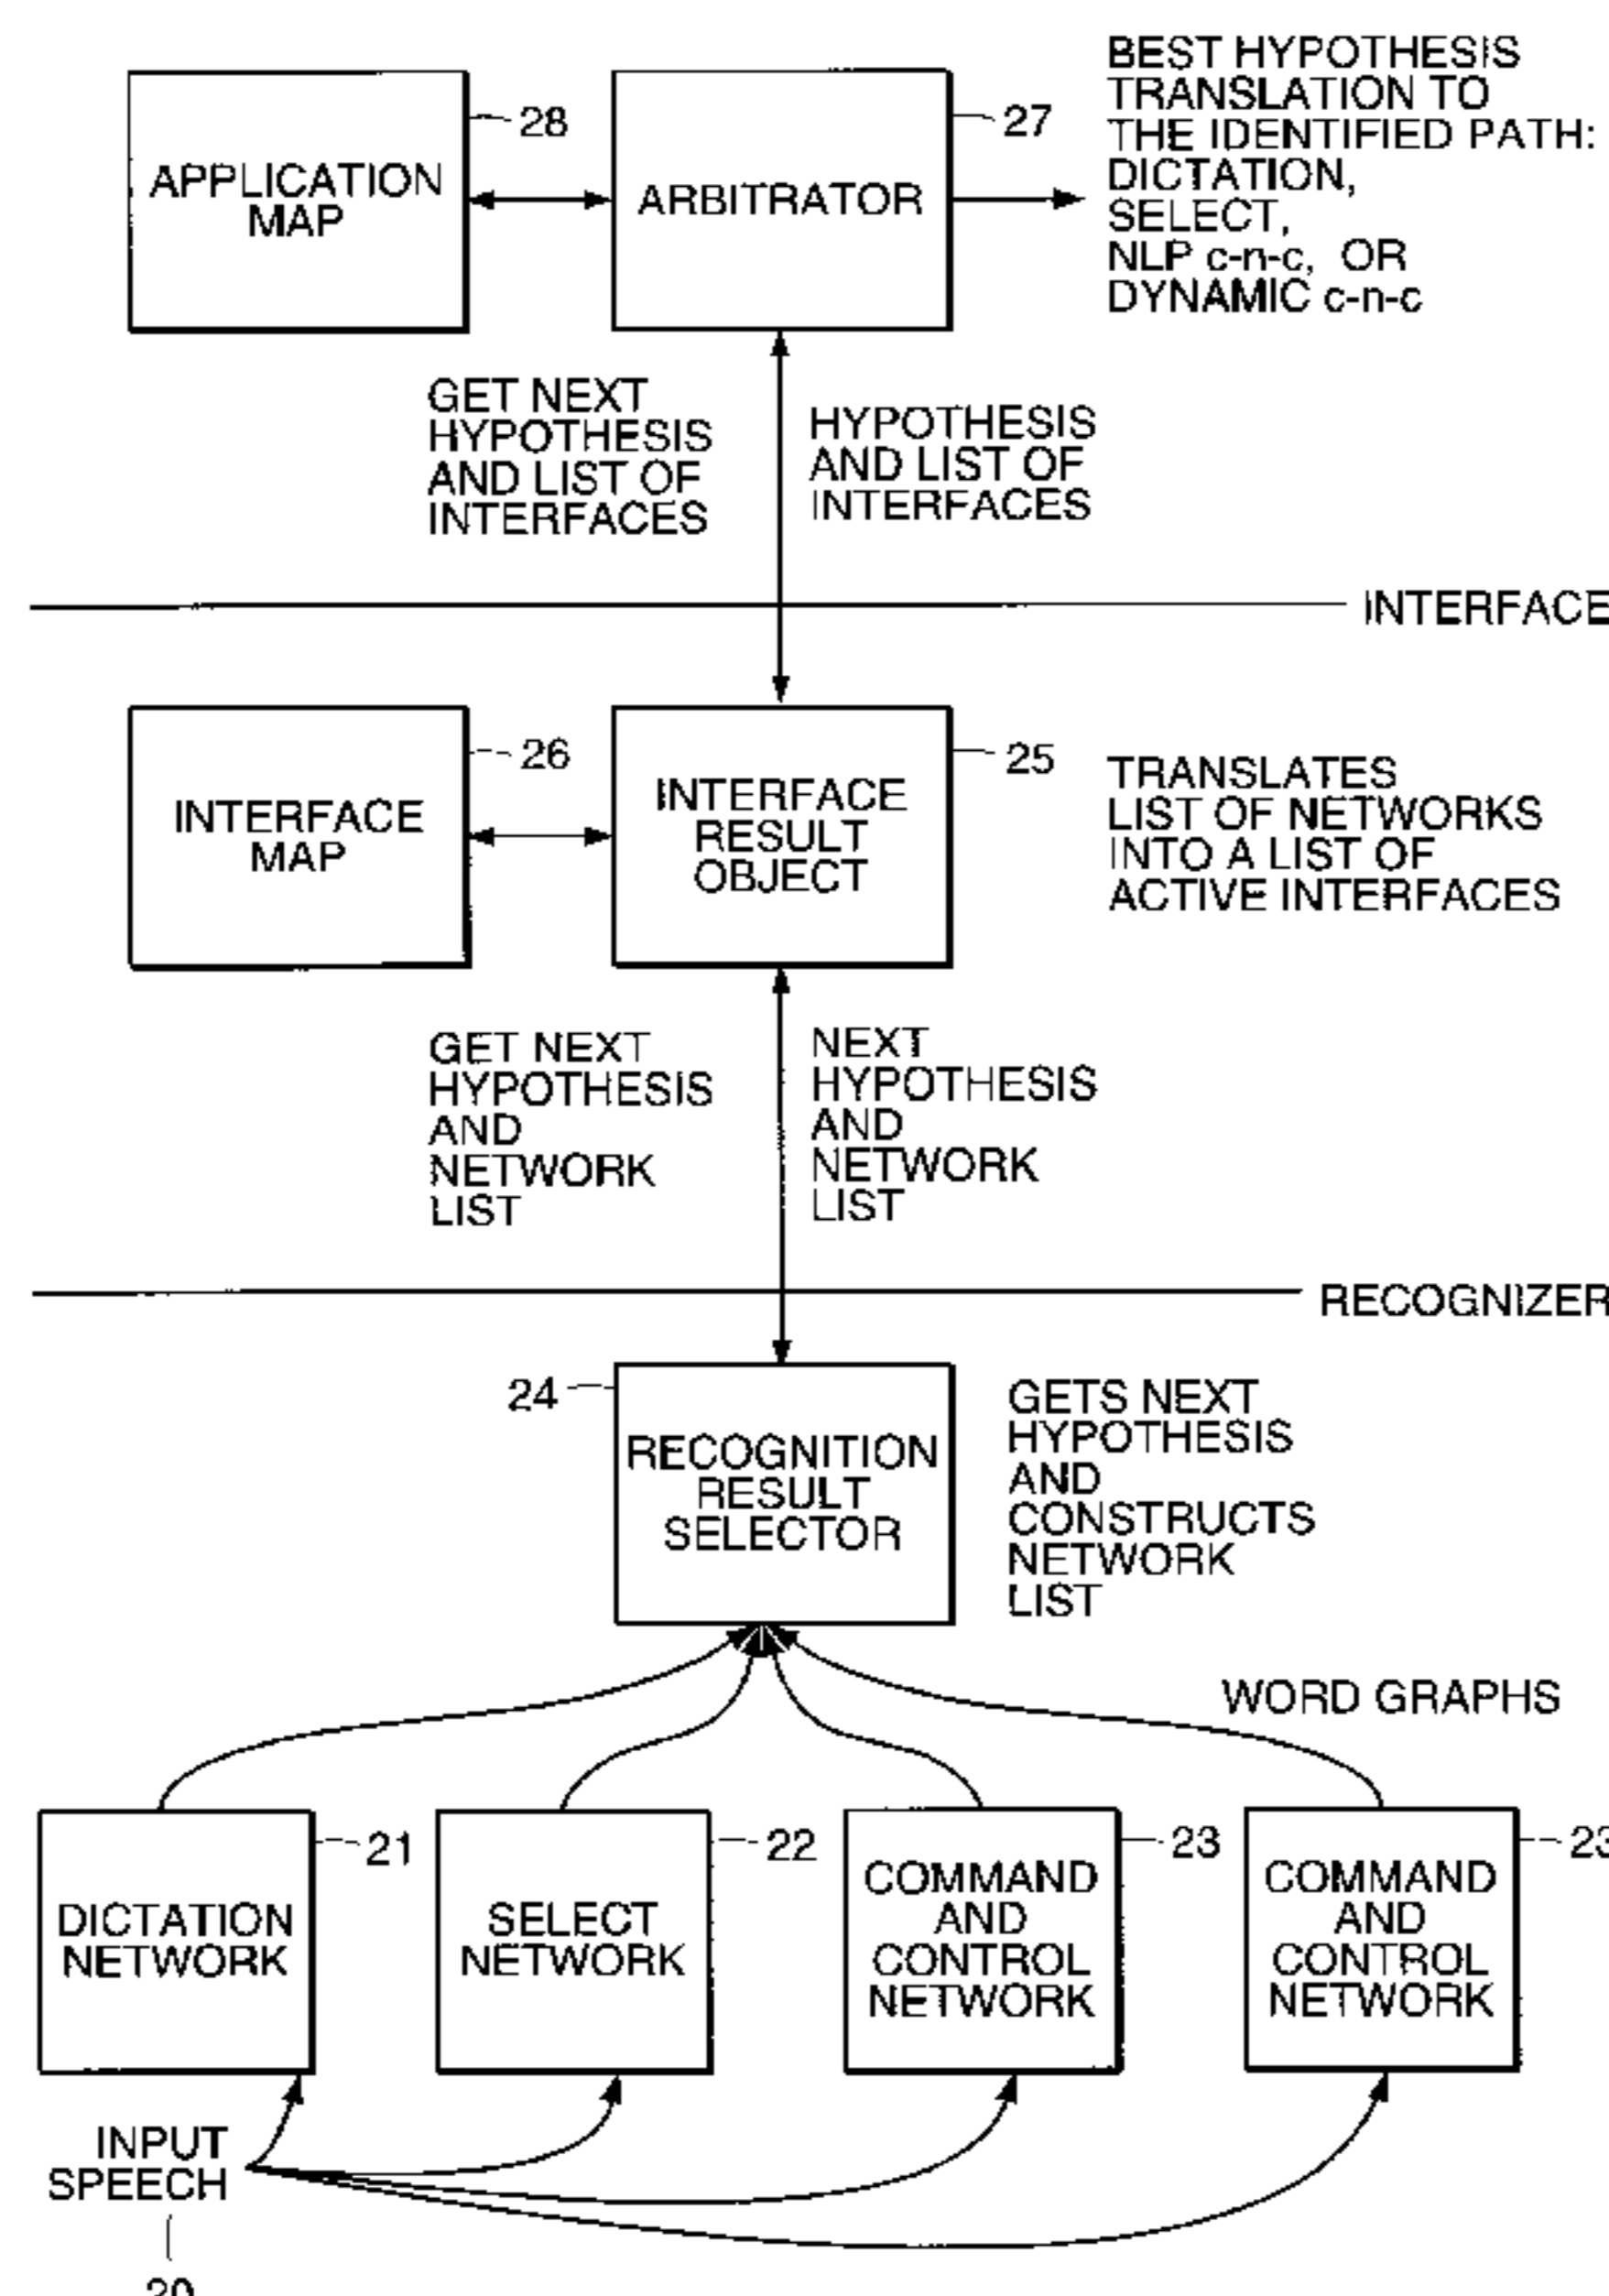 BEST HYPOTHESIS
TRANSLATION TO
THE IDENTIFIED PATH:
DICTATION,
SELECT,
NLP c-n-c, OR
DYNAMIC c-n-c
28
27
APPLICATION
MAP
ARBITRATOR
GET NEXT
HYPOTHESIS
AND LIST OF
INTERFACES
HYPOTHESIS
AND LIST OF
INTERFACES
INTERFACE
26
25
INTERFACE
MAP
INTERFACE
RESULT
OBJECT
TRANSLATES
LIST OF NETWORKS
INTO A LIST OF
ACTIVE INTERFACES
GET NEXT
HYPOTHESIS
AND
NETWORK
LIST
NEXT
HYPOTHESIS
AND
NETWORK
LIST
RECOGNIZER
24
RECOGNITION
RESULT
SELECTOR
GETS NEXT
HYPOTHESIS
AND
CONSTRUCTS
NETWORK
LIST
WORD GRAPHS
21
22
23
23
DICTATION
NETWORK
SELECT
NETWORK
COMMAND
AND
CONTROL
NETWORK
COMMAND
AND
CONTROL
NETWORK
INPUT
SPEECH
20